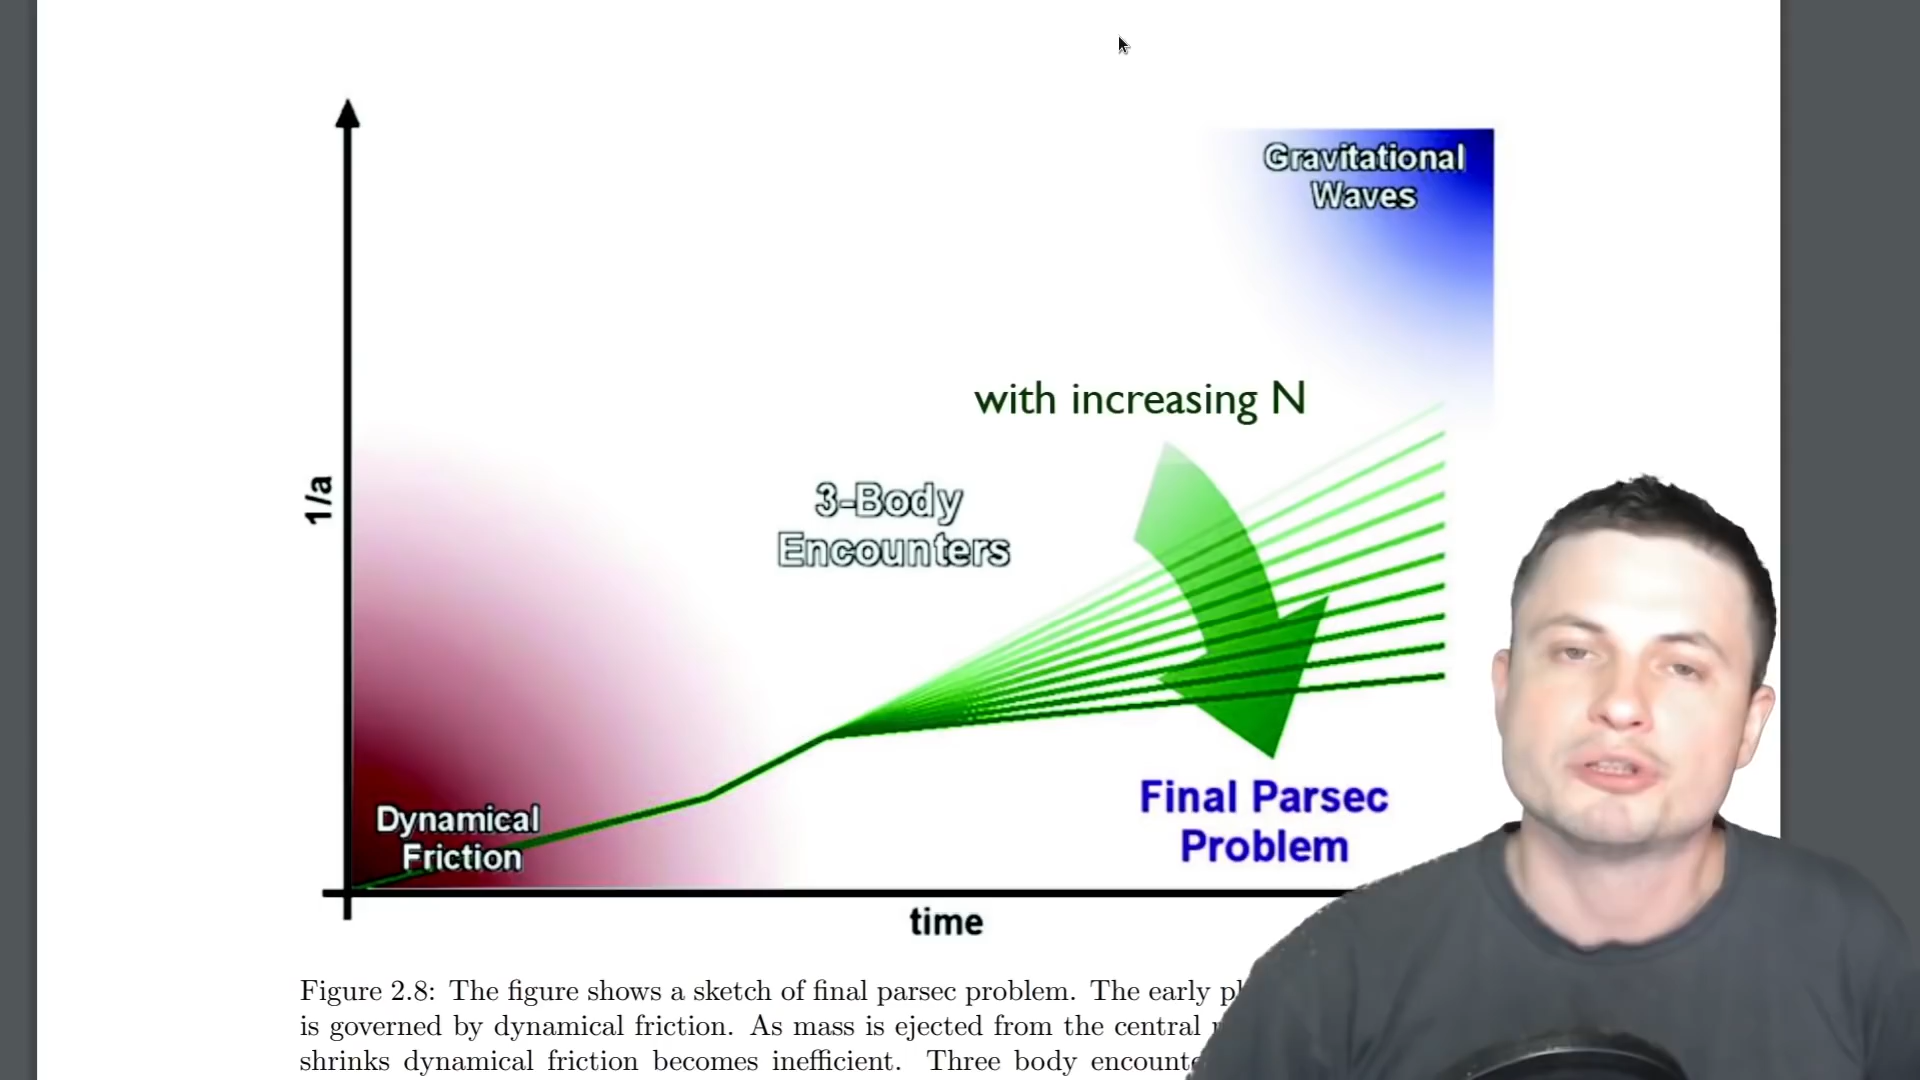 Gravitational
Waves
with increasing N
3-Body
Encounters
1/a
Dynamical
Friction
Final Parsec
Problem
time
Figure 2.8: The figure shows a sketch of final parsec problem. The early
is governed by dynamical friction. As mass is ejected from the central
shrinks dynamical friction becomes inefficient. Three body